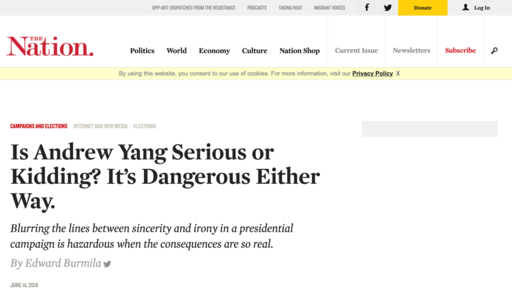 OPP-ART: DISPATCHES FROM THE RESISTANCE PODCASTS TAKING HEAT MIGRANT VOICES Donate Log In
THE
Nation.
Politics World Economy Culture Nation Shop Current Issue Newsletters Subscribe
By using this website, you consent to our use of cookies. For more information, visit our Privacy Policy X
CAMPAIGNS AND ELECTIONS INTERNET AND NEW MEDIA ELECTIONS
Is Andrew Yang Serious or
Kidding? It’s Dangerous Either
Way.
Blurring the lines between sincerity and irony in a presidential
campaign is hazardous when the consequences are so real.
By Edward Burmila
JUNE 14, 2019